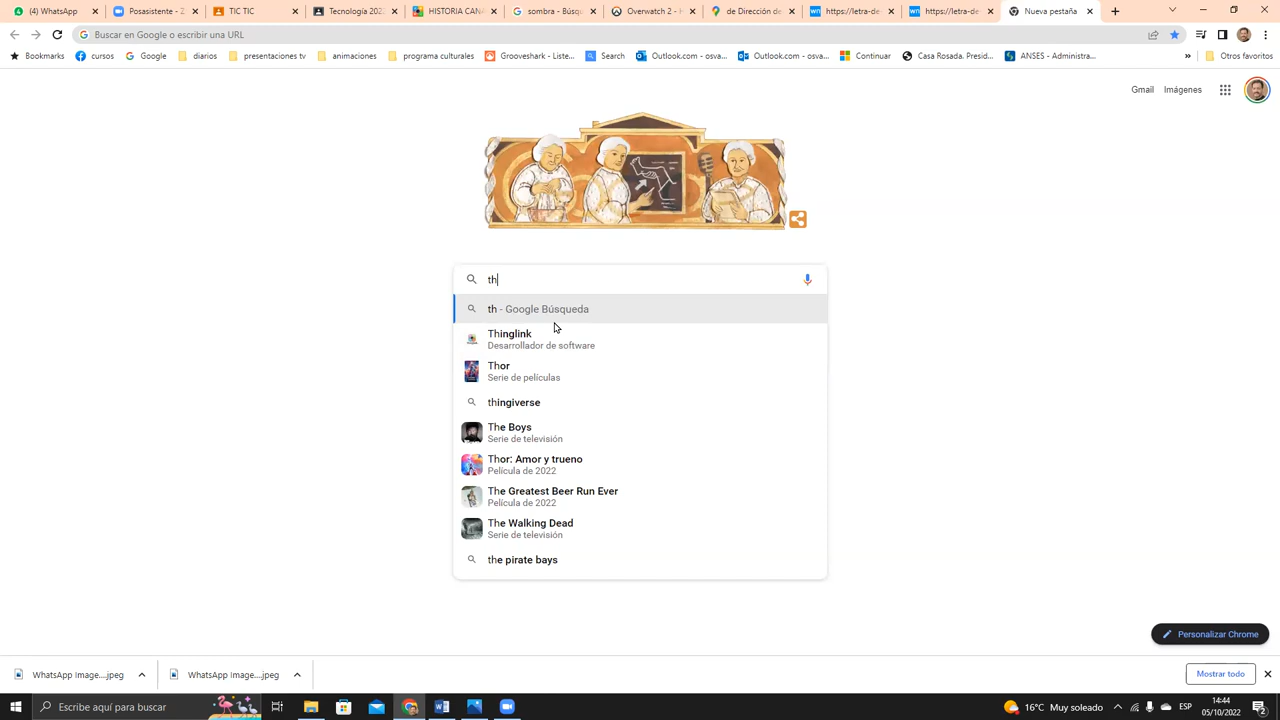 (4) WhatsApp
Posasistente - Z
TIC TIC
Tecnología 202
HISTORIA CAN
sombra - Búsq
Overwatch 2 - H
de Dirección de
https://letra-de
https://letra-de
Nueva pestaña
Buscar en Google o escribir una URL
Bookmarks
cursos
Google
diarios
presentaciones tv
animaciones
programa culturales
Grooveshark - Liste...
Search
Outlook.com - osva...
Outlook.com - osva...
Continuar
Casa Rosada. Presid...
ANSES - Administra...
»
Otros favoritos
Gmail
Imágenes
th
th - Google Búsqueda
Thinglink
Desarrollador de software
Thor
Serie de películas
thingiverse
The Boys
Serie de televisión
Thor: Amor y trueno
Película de 2022
The Greatest Beer Run Ever
Película de 2022
The Walking Dead
Serie de televisión
the pirate bays
Personalizar Chrome
WhatsApp Image....jpeg
WhatsApp Image....jpeg
Mostrar todo
Escribe aquí para buscar
16°C Muy soleado
ESP
14:44
05/10/2022
2